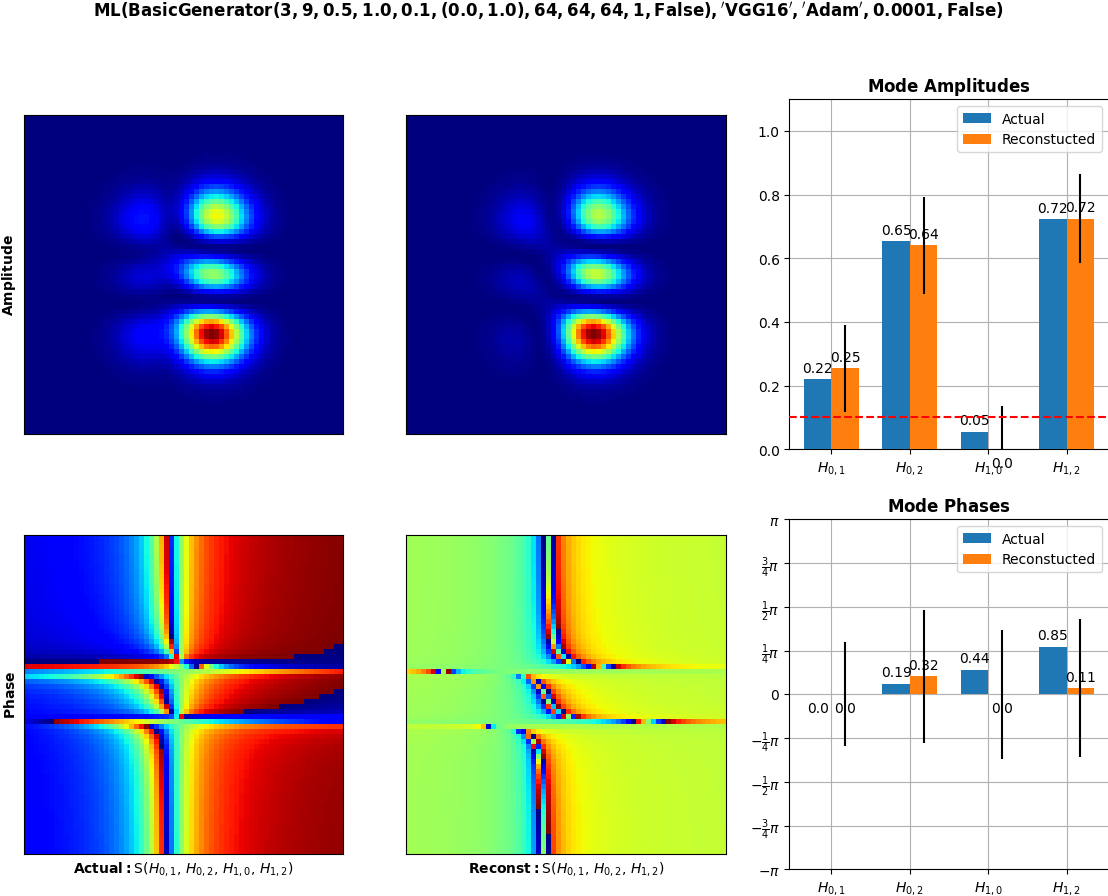 ML(BasicGenerator(3, 9, 0.5, 1.0, 0.1, (0.0, 1.0), 64, 64, 64, 1, False), ′VGG16′, ′Adam′, 0.0001, False)
Amplitude
Mode Amplitudes
Actual
Reconstucted
1.0
0.8
0.6
0.4
0.2
0.0
0.22
0.25
0.65
0.64
0.05
0.0
0.72
0.72
H0,1
H0,2
H1,0
H1,2
Phase
Actual: S(H0,1, H0,2, H1,0, H1,2)
Reconst: S(H0,1, H0,2, H1,2)
Mode Phases
Actual
Reconstucted
π
3/4π
1/2π
1/4π
0
−1/4π
−1/2π
−3/4π
−π
0.0
0.0
0.19
0.32
0.44
0.0
0.85
0.11
H0,1
H0,2
H1,0
H1,2